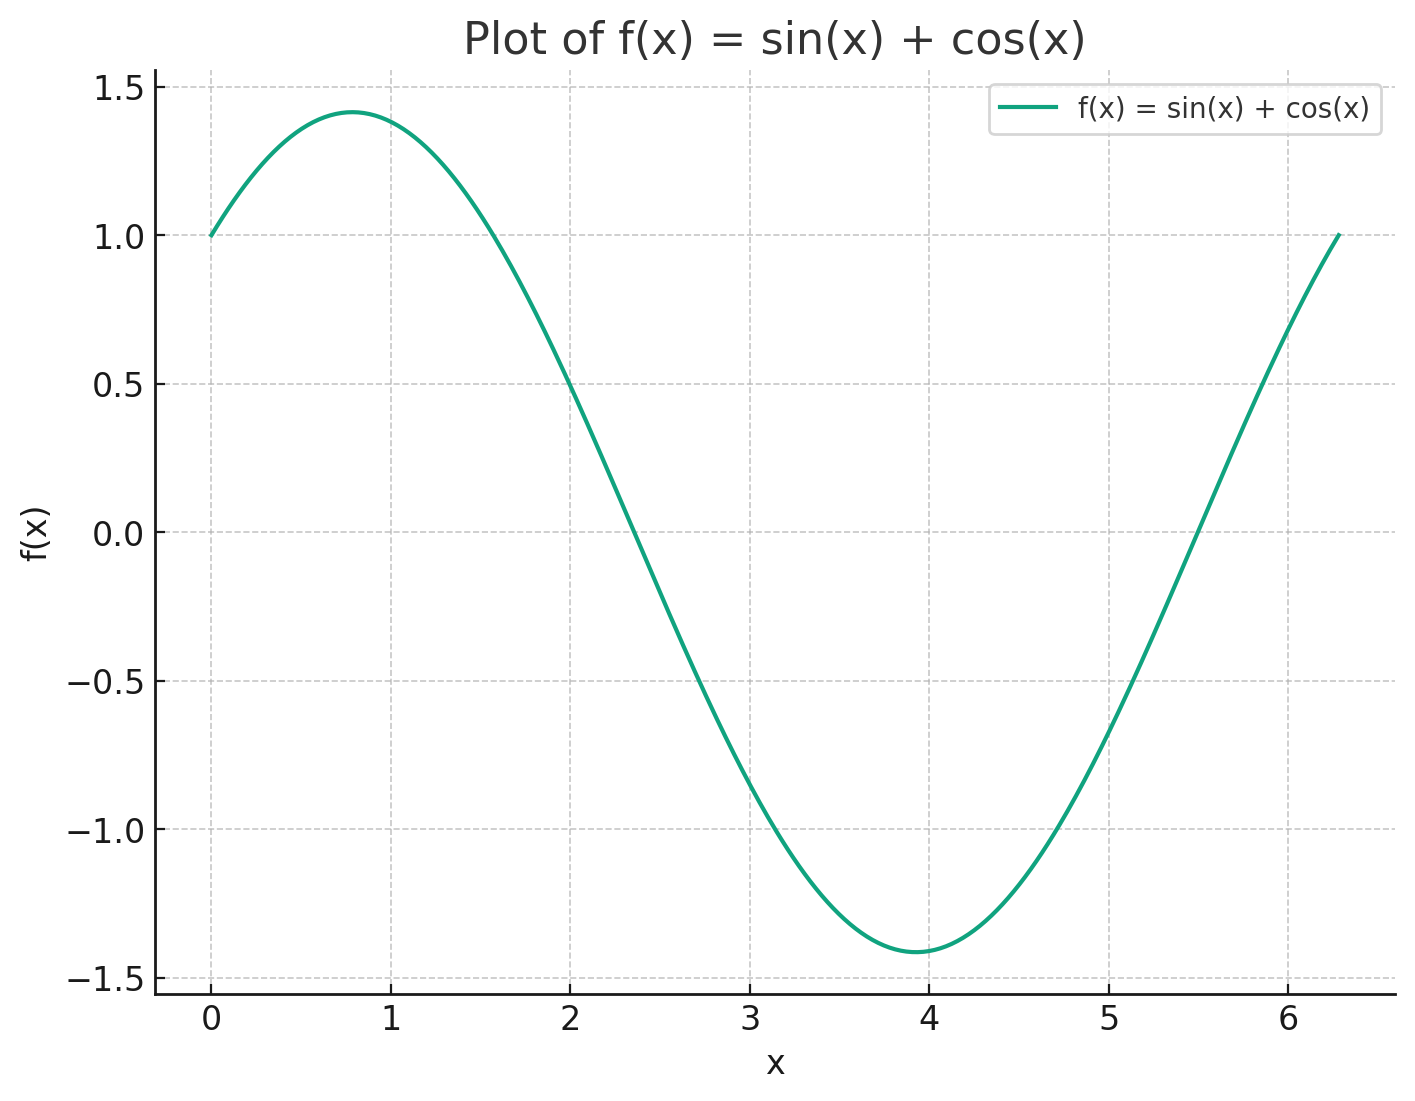 Plot of f(x) = sin(x) + cos(x)
f(x) = sin(x) + cos(x)
1.5
1.0
0.5
0.0
−0.5
−1.0
−1.5
f(x)
0 1 2 3 4 5 6
x